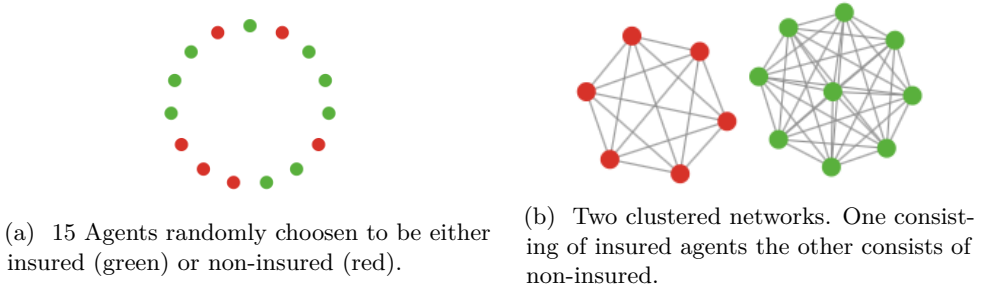 (a) 15 Agents randomly choosen to be either
insured (green) or non-insured (red).
(b) Two clustered networks. One consist-
ing of insured agents the other consists of
non-insured.